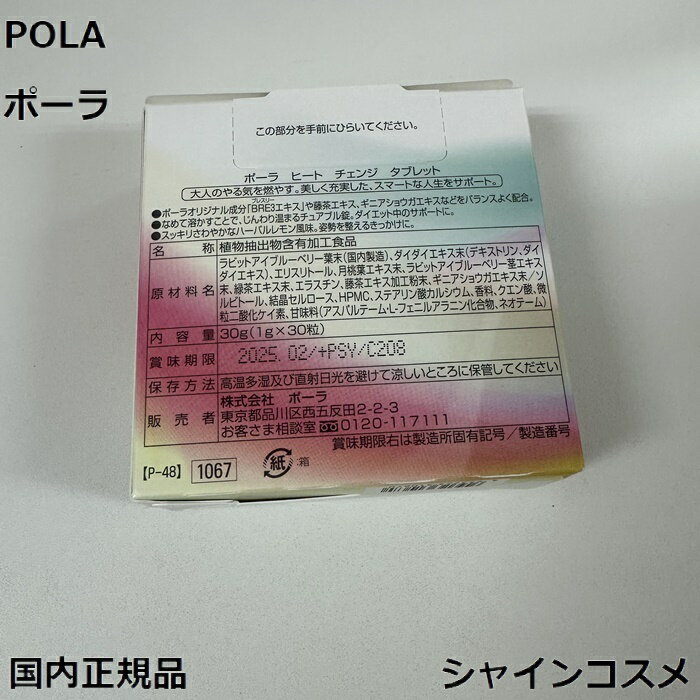 POLA
ポーラ
この部分を手前にひらいてください。
ポーラ ヒート チェンジ タブレット
大人のやる気を燃やす。美しく充実した、スマートな人生をサポート。
ブレスリー
●ポーラオリジナル成分「BRE3エキス」や藤茶エキス、ギニアショウガエキスなどをバランスよく配合。
●なめて溶かすことで、じんわり温まるチュアブル錠。ダイエット中のサポートに。
●スッキリさわやかなハーバルレモン風味。姿勢を整えるきっかけに。
名 称 植物抽出物含有加工食品
原材料名 ラビットアイブルーベリー葉末(国内製造)、ダイダイエキス末(デキストリン、ダイ
ダイエキス)、エリスリトール、月桃葉エキス末、ラビットアイブルーベリー茎エキス
末、緑茶エキス末、エラスチン、藤茶エキス加工粉末、ギニアショウガエキス末/ソ
ルビトール、結晶セルロース、HPMC、ステアリン酸カルシウム、香料、クエン酸、微
粒二酸化ケイ素、甘味料(アスパルテーム・L-フェニルアラニン化合物、ネオテーム)
内 容 量 30g(1g×30粒)
賞味期限 2025.02/+PSY/C208
保存方法 高温多湿及び直射日光を避けて涼しいところに保管してください
販 売 者 株式会社 ポーラ
東京都品川区西五反田2-2-3
お客さま相談室 0120-117111
賞味期限右は製造所固有記号/製造番号
【P-48】 1067 紙 :箱
国内正規品
シャインコスメ